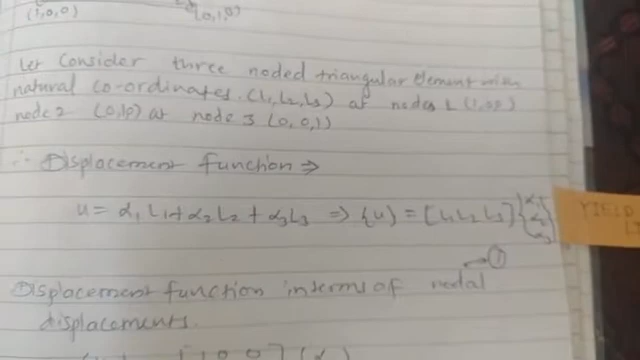 (1,0,0) (0,1,0)
Let Consider three noded triangular element with
natural co-ordinates. (L1, L2, L3) at nodes 1 (1,0,0)
node 2 (0,1,0) at node 3 (0,0,1)
∴ Displacement function ⇒
u = α1 L1 + α2 L2 + α3 L3 ⇒ {u} = [L1 L2 L3] {α1 α2 α3}
YIELD
①
Displacement function in terms of nodal
displacements.
[1 0 0] {α